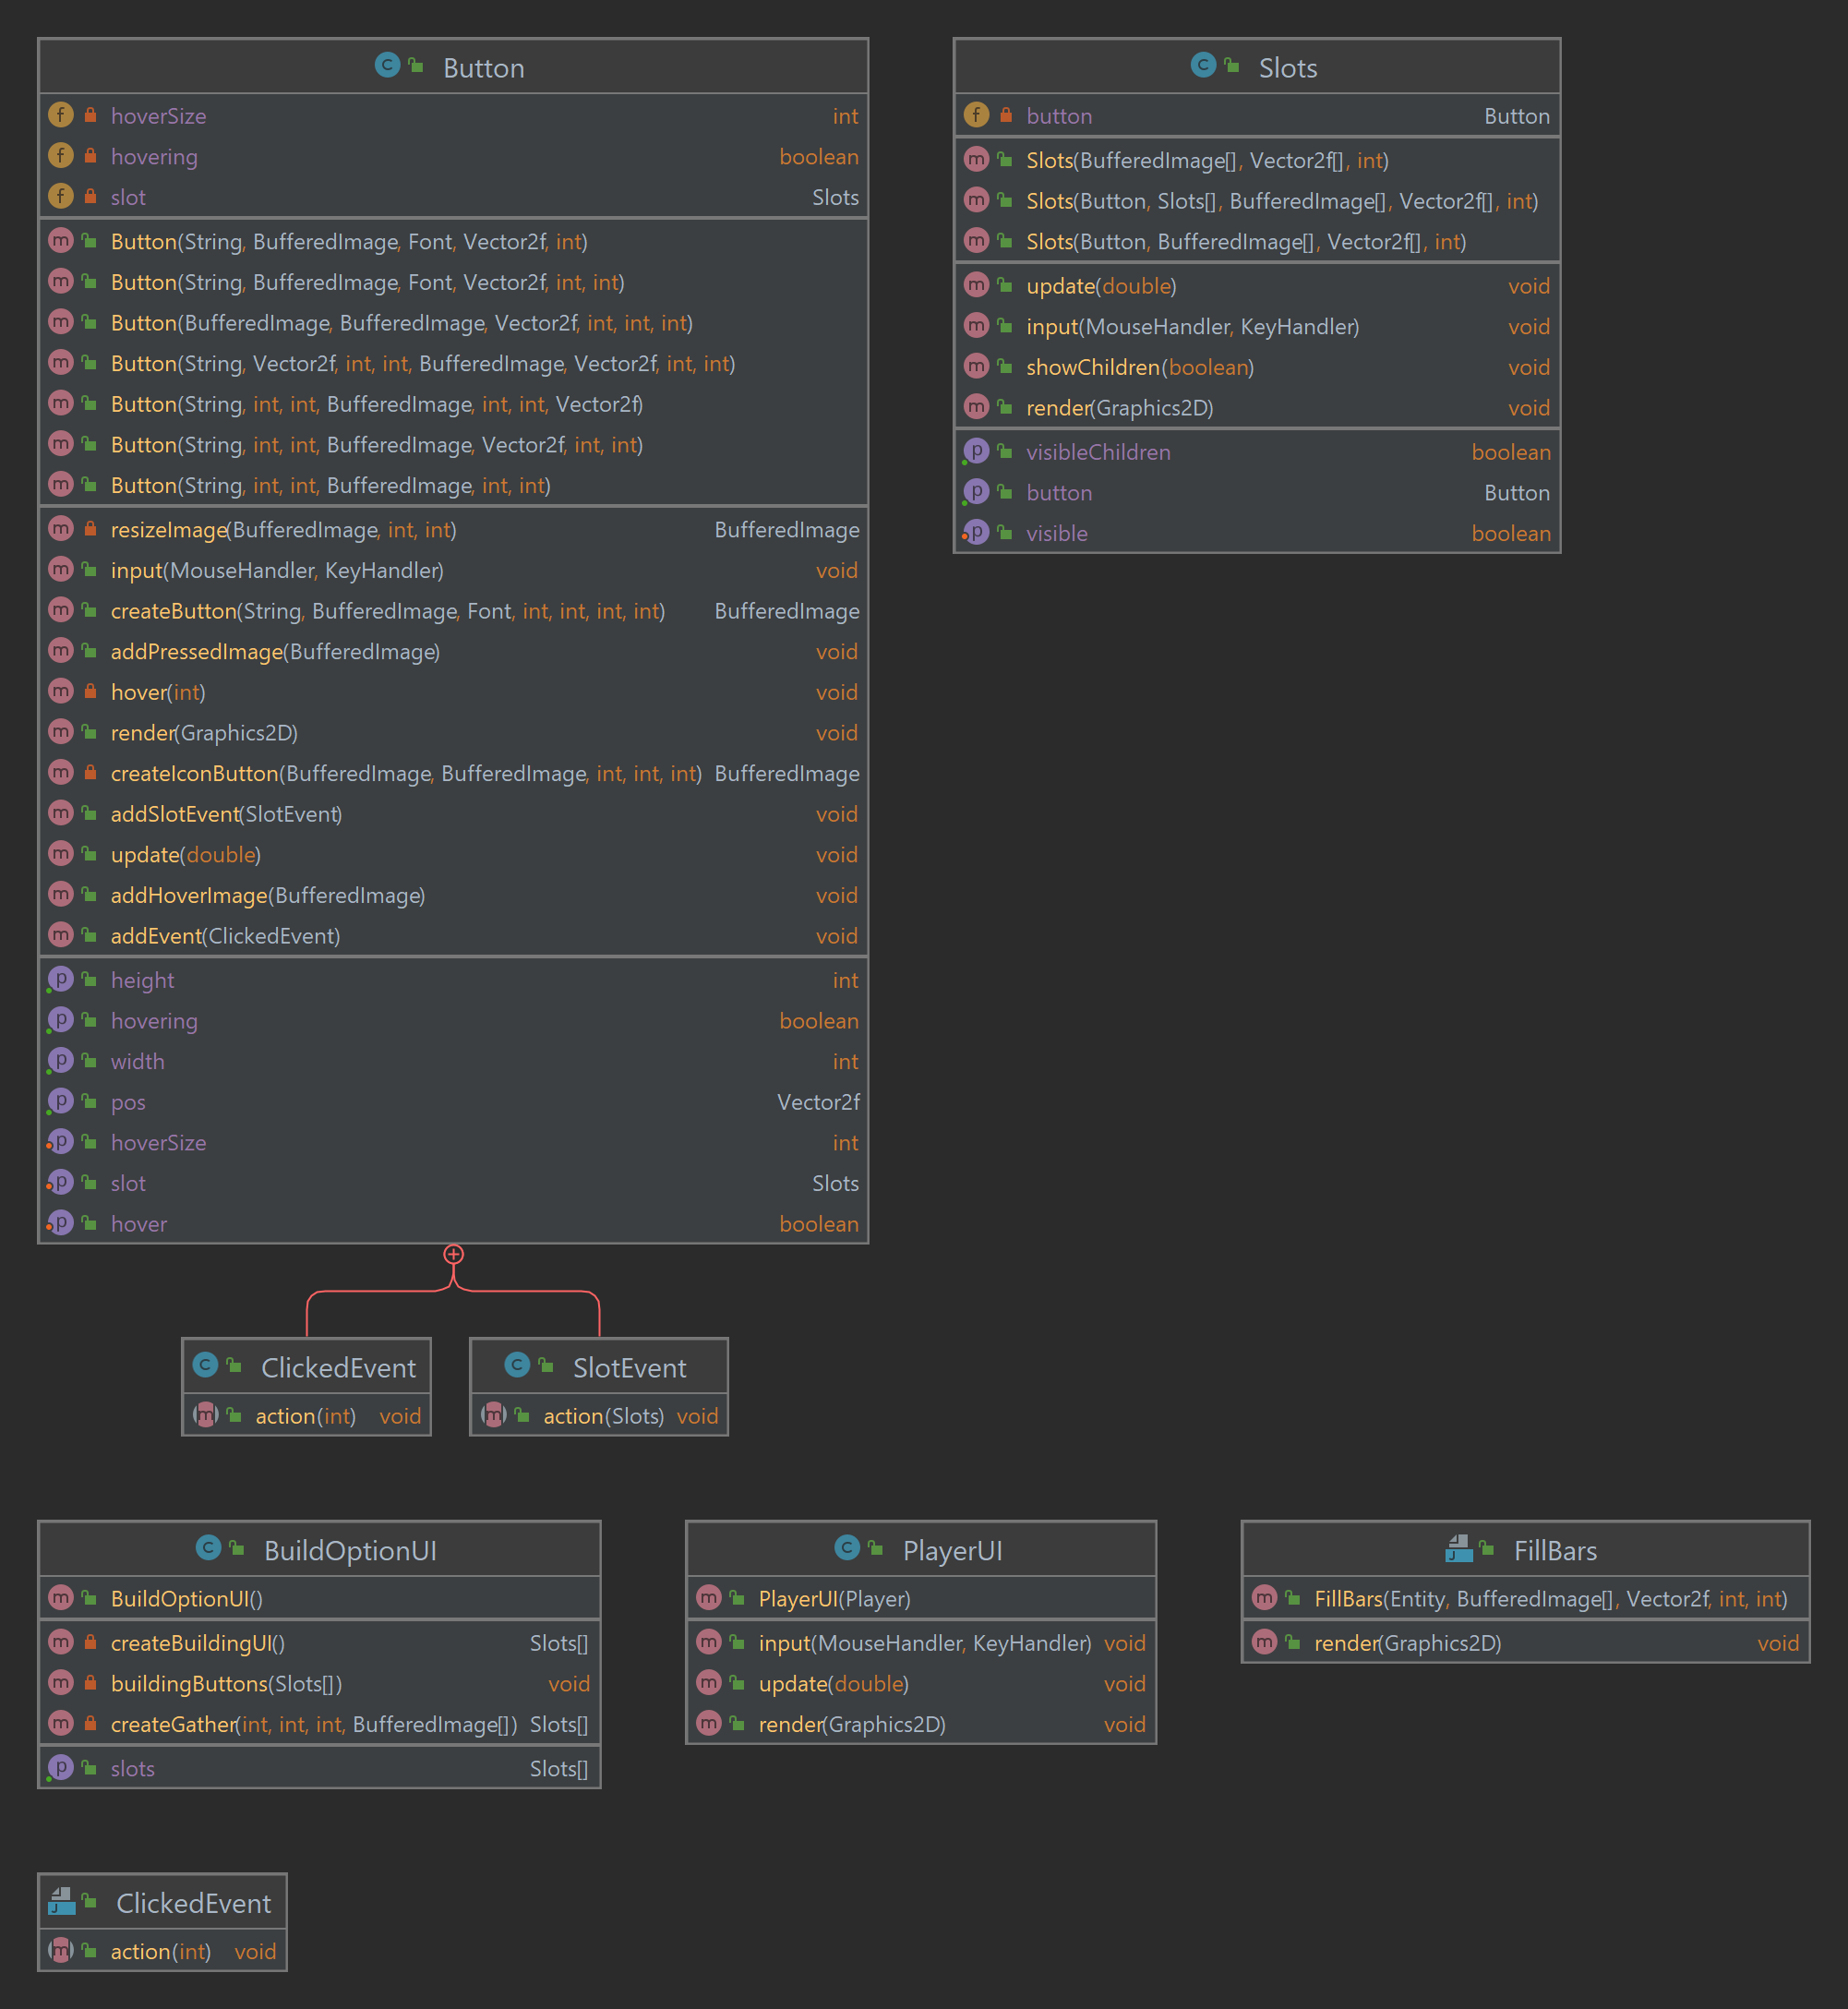 Button
hoverSize int
hovering boolean
slot Slots
Button(String, BufferedImage, Font, Vector2f, int)
Button(String, BufferedImage, Font, Vector2f, int, int)
Button(BufferedImage, BufferedImage, Vector2f, int, int, int)
Button(String, Vector2f, int, int, BufferedImage, Vector2f, int, int)
Button(String, int, int, BufferedImage, int, int, Vector2f)
Button(String, int, int, BufferedImage, Vector2f, int, int)
Button(String, int, int, BufferedImage, int, int)
resizeImage(BufferedImage, int, int) BufferedImage
input(MouseHandler, KeyHandler) void
createButton(String, BufferedImage, Font, int, int, int, int) BufferedImage
addPressedImage(BufferedImage) void
hover(int) void
render(Graphics2D) void
createIconButton(BufferedImage, BufferedImage, int, int, int) BufferedImage
addSlotEvent(SlotEvent) void
update(double) void
addHoverImage(BufferedImage) void
addEvent(ClickedEvent) void
height int
hovering boolean
width int
pos Vector2f
hoverSize int
slot Slots
hover boolean
Slots
button Button
Slots(BufferedImage[], Vector2f[], int)
Slots(Button, Slots[], BufferedImage[], Vector2f[], int)
Slots(Button, BufferedImage[], Vector2f[], int)
update(double) void
input(MouseHandler, KeyHandler) void
showChildren(boolean) void
render(Graphics2D) void
visibleChildren boolean
button Button
visible boolean
ClickedEvent
action(int) void
SlotEvent
action(Slots) void
BuildOptionUI
BuildOptionUI()
createBuildingUI() Slots[]
buildingButtons(Slots[]) void
createGather(int, int, int, BufferedImage[]) Slots[]
slots Slots[]
PlayerUI
PlayerUI(Player)
input(MouseHandler, KeyHandler) void
update(double) void
render(Graphics2D) void
FillBars
FillBars(Entity, BufferedImage[], Vector2f, int, int)
render(Graphics2D) void
ClickedEvent
action(int) void